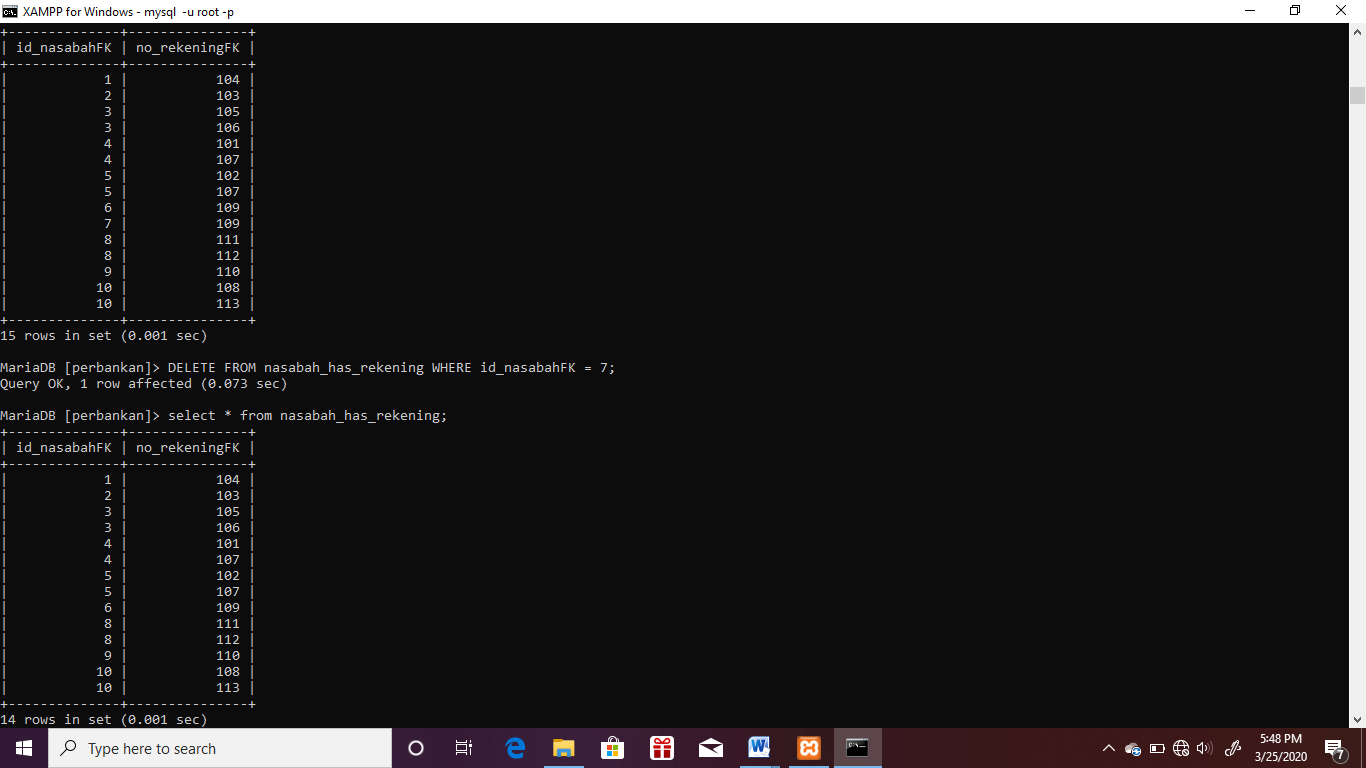 XAMPP for Windows - mysql  -u root -p
+--------------+---------------+
| id_nasabahFK | no_rekeningFK |
+--------------+---------------+
|            1 |           104 |
|            2 |           103 |
|            3 |           105 |
|            3 |           106 |
|            4 |           101 |
|            4 |           107 |
|            5 |           102 |
|            5 |           107 |
|            6 |           109 |
|            7 |           109 |
|            8 |           111 |
|            8 |           112 |
|            9 |           110 |
|           10 |           108 |
|           10 |           113 |
+--------------+---------------+
15 rows in set (0.001 sec)
MariaDB [perbankan]> DELETE FROM nasabah_has_rekening WHERE id_nasabahFK = 7;
Query OK, 1 row affected (0.073 sec)
MariaDB [perbankan]> select * from nasabah_has_rekening;
+--------------+---------------+
| id_nasabahFK | no_rekeningFK |
+--------------+---------------+
|            1 |           104 |
|            2 |           103 |
|            3 |           105 |
|            3 |           106 |
|            4 |           101 |
|            4 |           107 |
|            5 |           102 |
|            5 |           107 |
|            6 |           109 |
|            8 |           111 |
|            8 |           112 |
|            9 |           110 |
|           10 |           108 |
|           10 |           113 |
+--------------+---------------+
14 rows in set (0.001 sec)
Type here to search
5:48 PM
3/25/2020
7